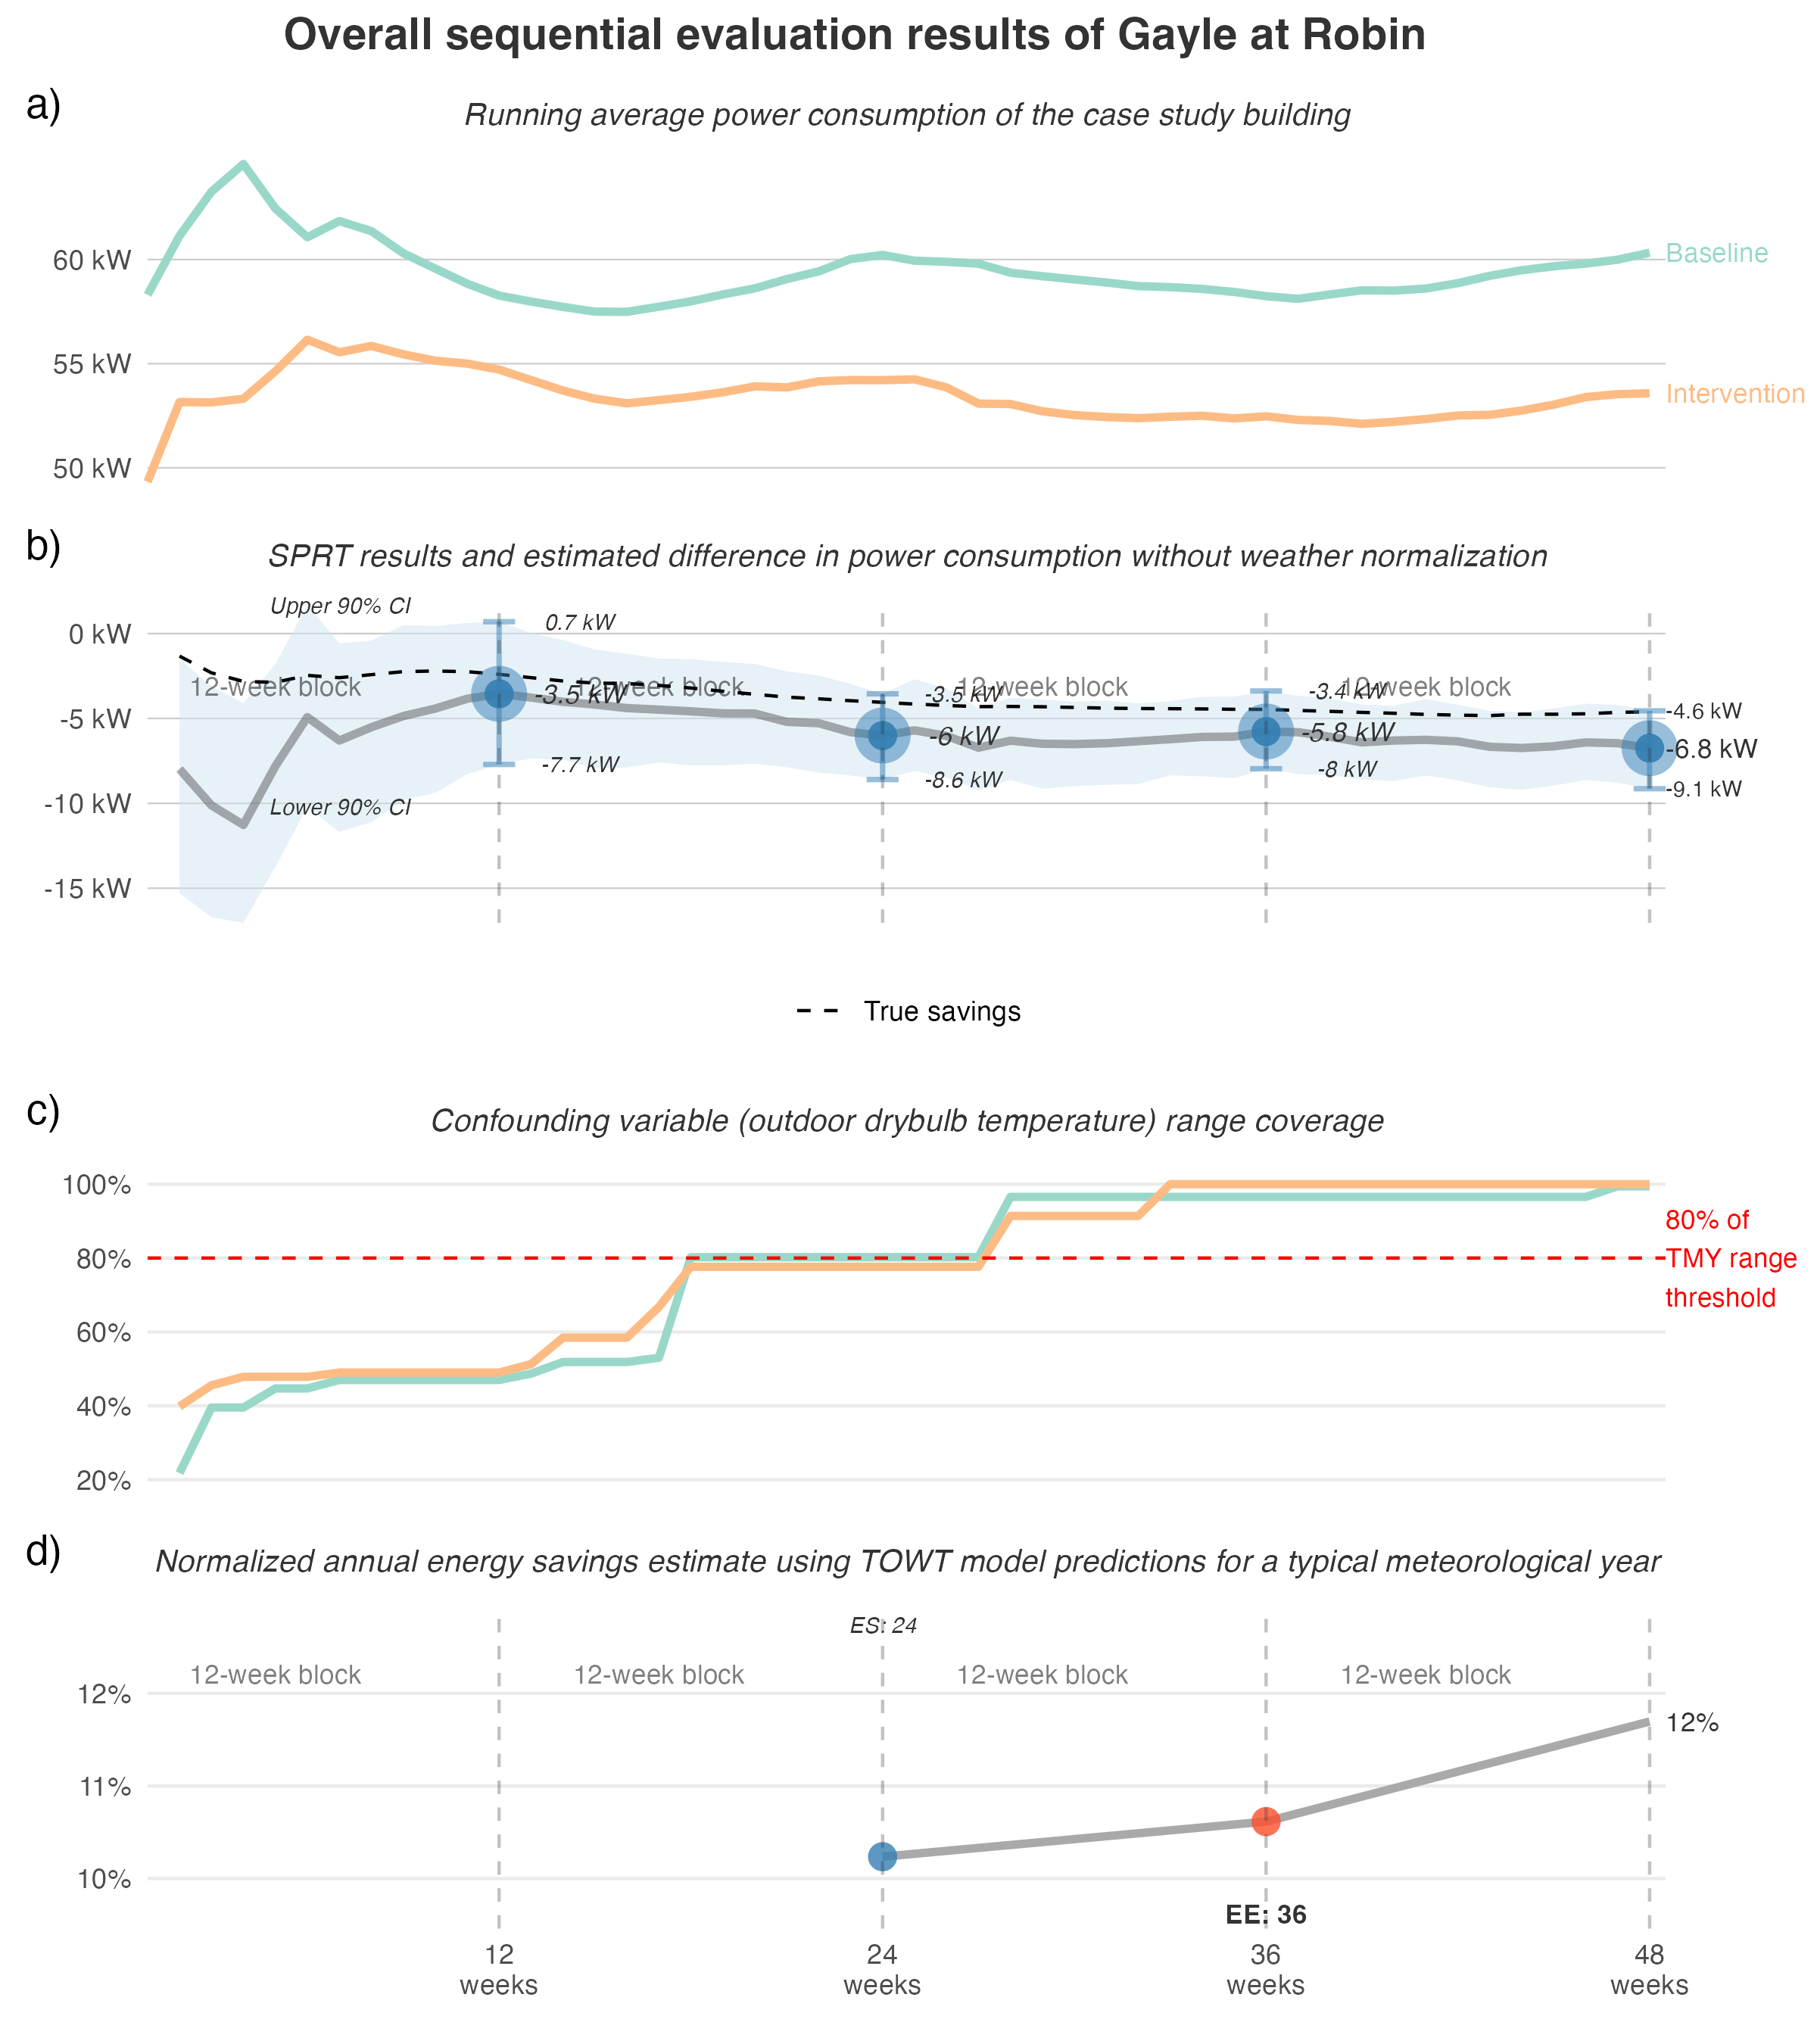 Overall sequential evaluation results of Gayle at Robin
a)
Running average power consumption of the case study building
60 kW
55 kW
50 kW
Baseline
Intervention
b)
SPRT results and estimated difference in power consumption without weather normalization
Upper 90% CI
Lower 90% CI
0 kW
-5 kW
-10 kW
-15 kW
12-week block
12-week block
12-week block
12-week block
0.7 kW
-3.5 kW
-7.7 kW
-3.5 kW
-6 kW
-8.6 kW
-3.4 kW
-5.8 kW
-8 kW
-4.6 kW
-6.8 kW
-9.1 kW
True savings
c)
Confounding variable (outdoor drybulb temperature) range coverage
100%
80%
60%
40%
20%
80% of
TMY range
threshold
d)
Normalized annual energy savings estimate using TOWT model predictions for a typical meteorological year
ES: 24
12-week block
12-week block
12-week block
12-week block
12%
11%
10%
12%
EE: 36
12
weeks
24
weeks
36
weeks
48
weeks